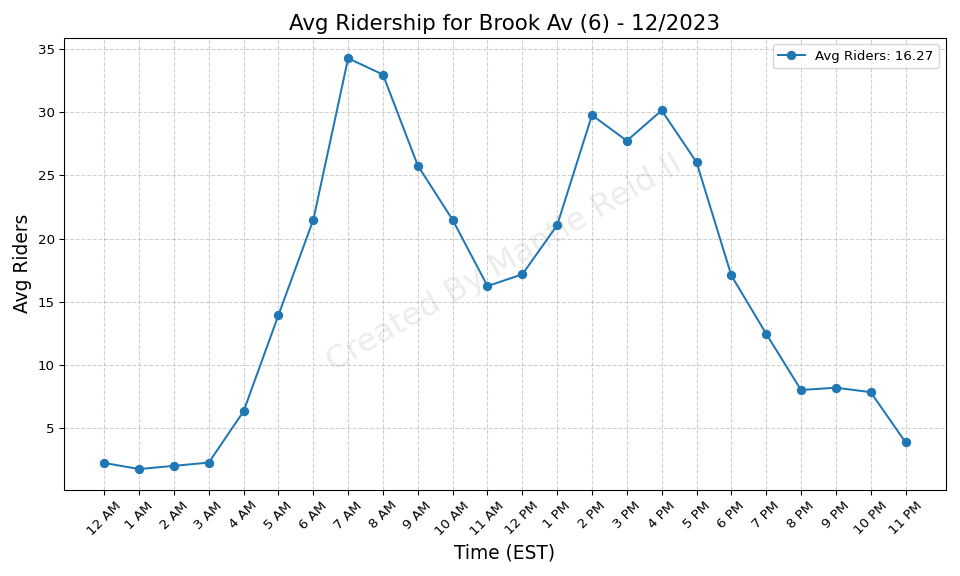 Avg Ridership for Brook Av (6) - 12/2023
Avg Riders: 16.27
35
30
25
20
15
10
5
Avg Riders
Created By Mantie Reid II
12 AM
1 AM
2 AM
3 AM
4 AM
5 AM
6 AM
7 AM
8 AM
9 AM
10 AM
11 AM
12 PM
1 PM
2 PM
3 PM
4 PM
5 PM
6 PM
7 PM
8 PM
9 PM
10 PM
11 PM
Time (EST)